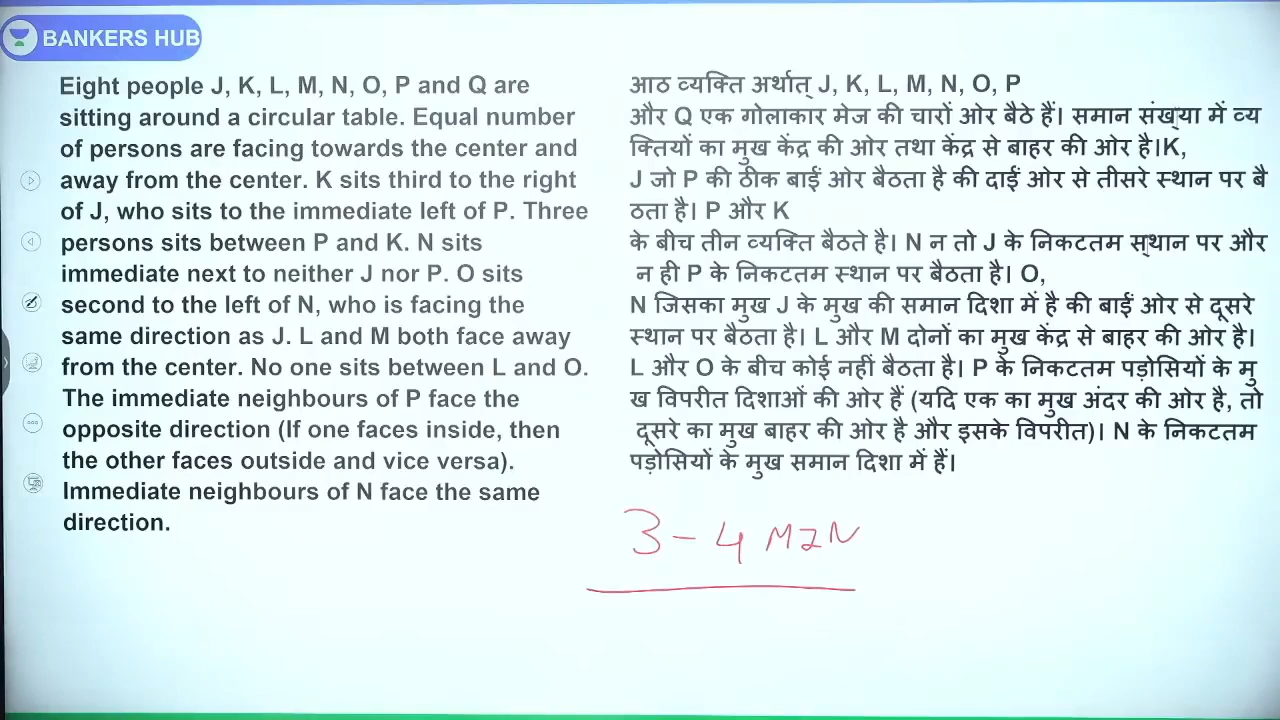 BANKERS HUB
Eight people J, K, L, M, N, O, P and Q are
sitting around a circular table. Equal number
of persons are facing towards the center and
away from the center. K sits third to the right
of J, who sits to the immediate left of P. Three
persons sits between P and K. N sits
immediate next to neither J nor P. O sits
second to the left of N, who is facing the
same direction as J. L and M both face away
from the center. No one sits between L and O.
The immediate neighbours of P face the
opposite direction (If one faces inside, then
the other faces outside and vice versa).
Immediate neighbours of N face the same
direction.
आठ व्यक्ति अर्थात् J, K, L, M, N, O, P
और Q एक गोलाकार मेज की चारों ओर बैठे हैं। समान संख्या में व्य
क्तियों का मुख केंद्र की ओर तथा केंद्र से बाहर की ओर है।K,
J जो P की ठीक बाईं ओर बैठता है की दाईं ओर से तीसरे स्थान पर बै
ठता है। P और K
के बीच तीन व्यक्ति बैठते है। N न तो J के निकटतम स्थान पर और
न ही P के निकटतम स्थान पर बैठता है। O,
N जिसका मुख J के मुख की समान दिशा में है की बाईं ओर से दूसरे
स्थान पर बैठता है। L और M दोनों का मुख केंद्र से बाहर की ओर है।
L और O के बीच कोई नहीं बैठता है। P के निकटतम पड़ोसियों के मु
ख विपरीत दिशाओं की ओर हैं (यदि एक का मुख अंदर की ओर है, तो
दूसरे का मुख बाहर की ओर है और इसके विपरीत)। N के निकटतम
पड़ोसियों के मुख समान दिशा में हैं।
3 - 4 MIN